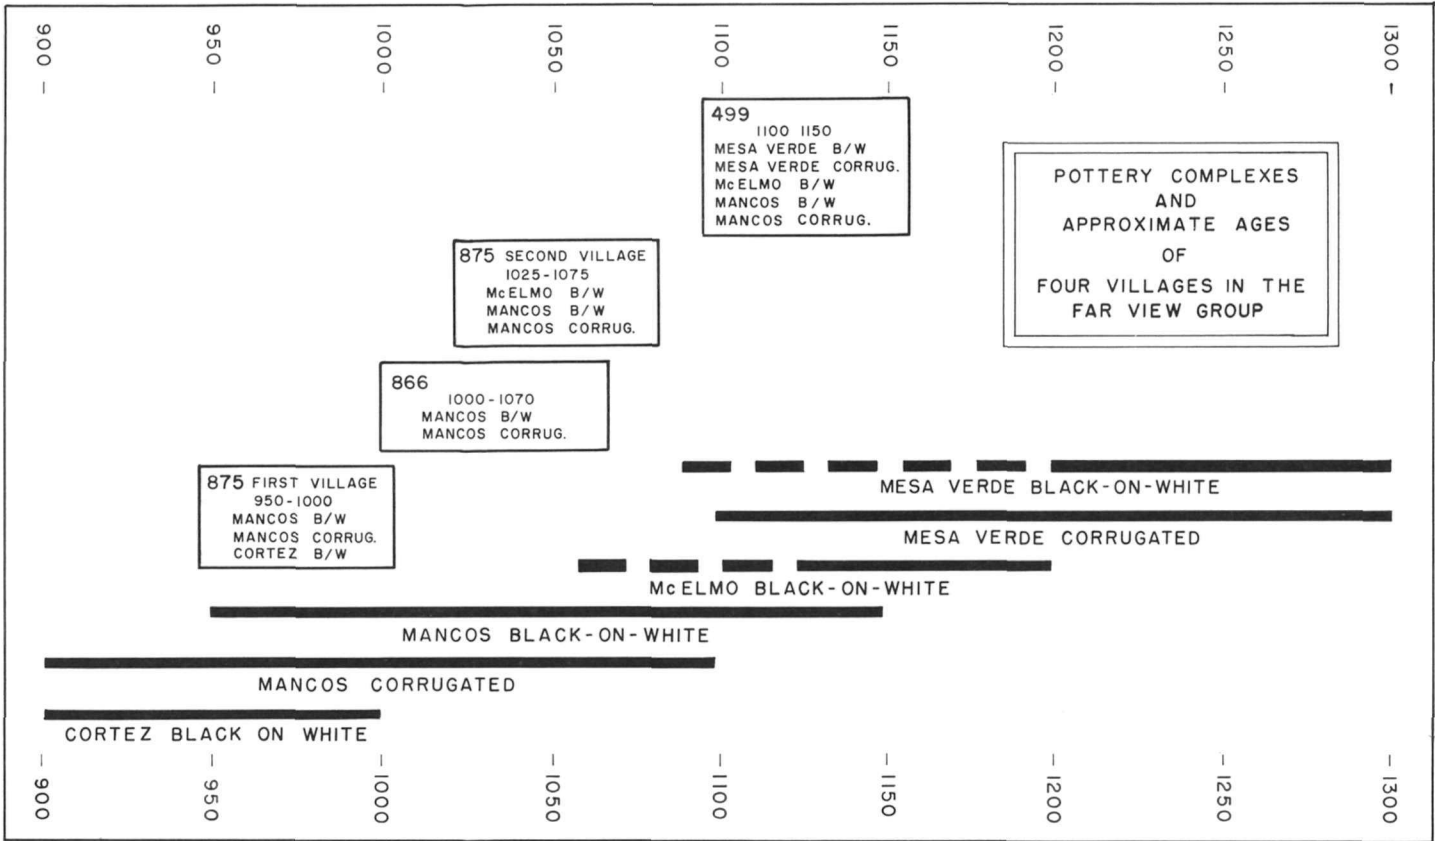 900 950 1000 1050 1100 1150 1200 1250 1300
499
1100 1150
MESA VERDE B/W
MESA VERDE CORRUG.
McELMO B/W
MANCOS B/W
MANCOS CORRUG.
POTTERY COMPLEXES
AND
APPROXIMATE AGES
OF
FOUR VILLAGES IN THE
FAR VIEW GROUP
875 SECOND VILLAGE
1025-1075
McELMO B/W
MANCOS B/W
MANCOS CORRUG.
866
1000-1070
MANCOS B/W
MANCOS CORRUG.
875 FIRST VILLAGE
950-1000
MANCOS B/W
MANCOS CORRUG.
CORTEZ B/W
MESA VERDE BLACK-ON-WHITE
MESA VERDE CORRUGATED
McELMO BLACK-ON-WHITE
MANCOS BLACK-ON-WHITE
MANCOS CORRUGATED
CORTEZ BLACK ON WHITE
900 950 1000 1050 1100 1150 1200 1250 1300